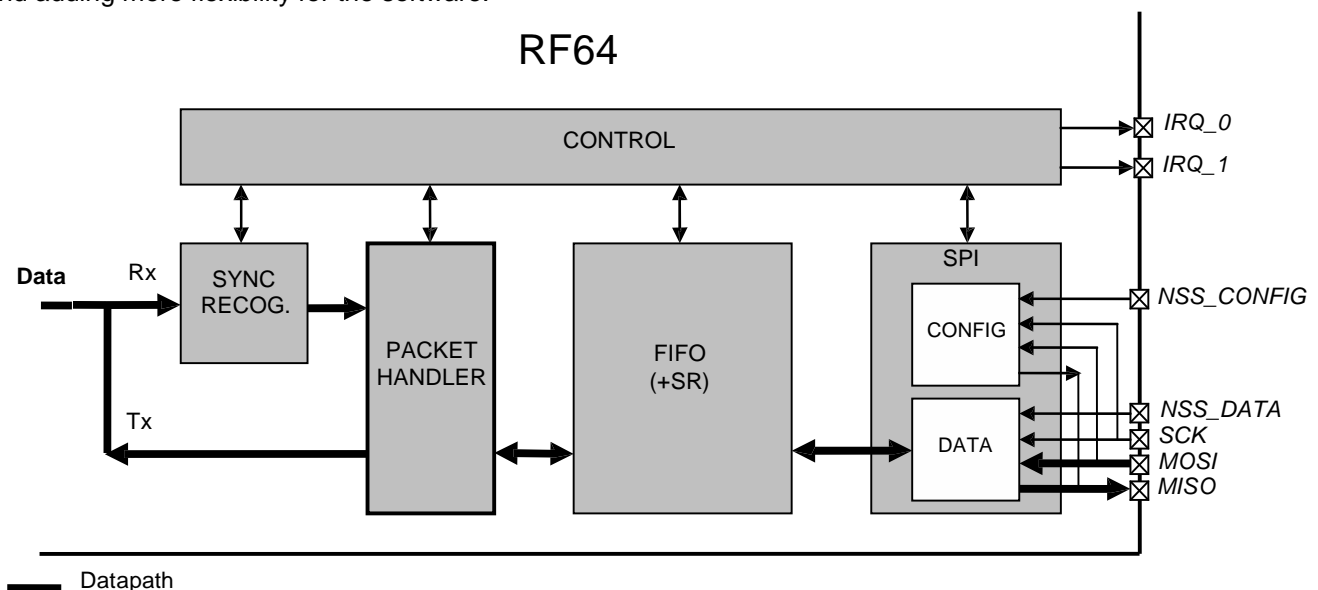 nd adding more flexibility for the software.
RF64
CONTROL
IRQ_0
IRQ_1
Data
Rx
SYNC
RECOG.
PACKET
HANDLER
FIFO
(+SR)
SPI
CONFIG
NSS_CONFIG
Tx
DATA
NSS_DATA
SCK
MOSI
MISO
Datapath